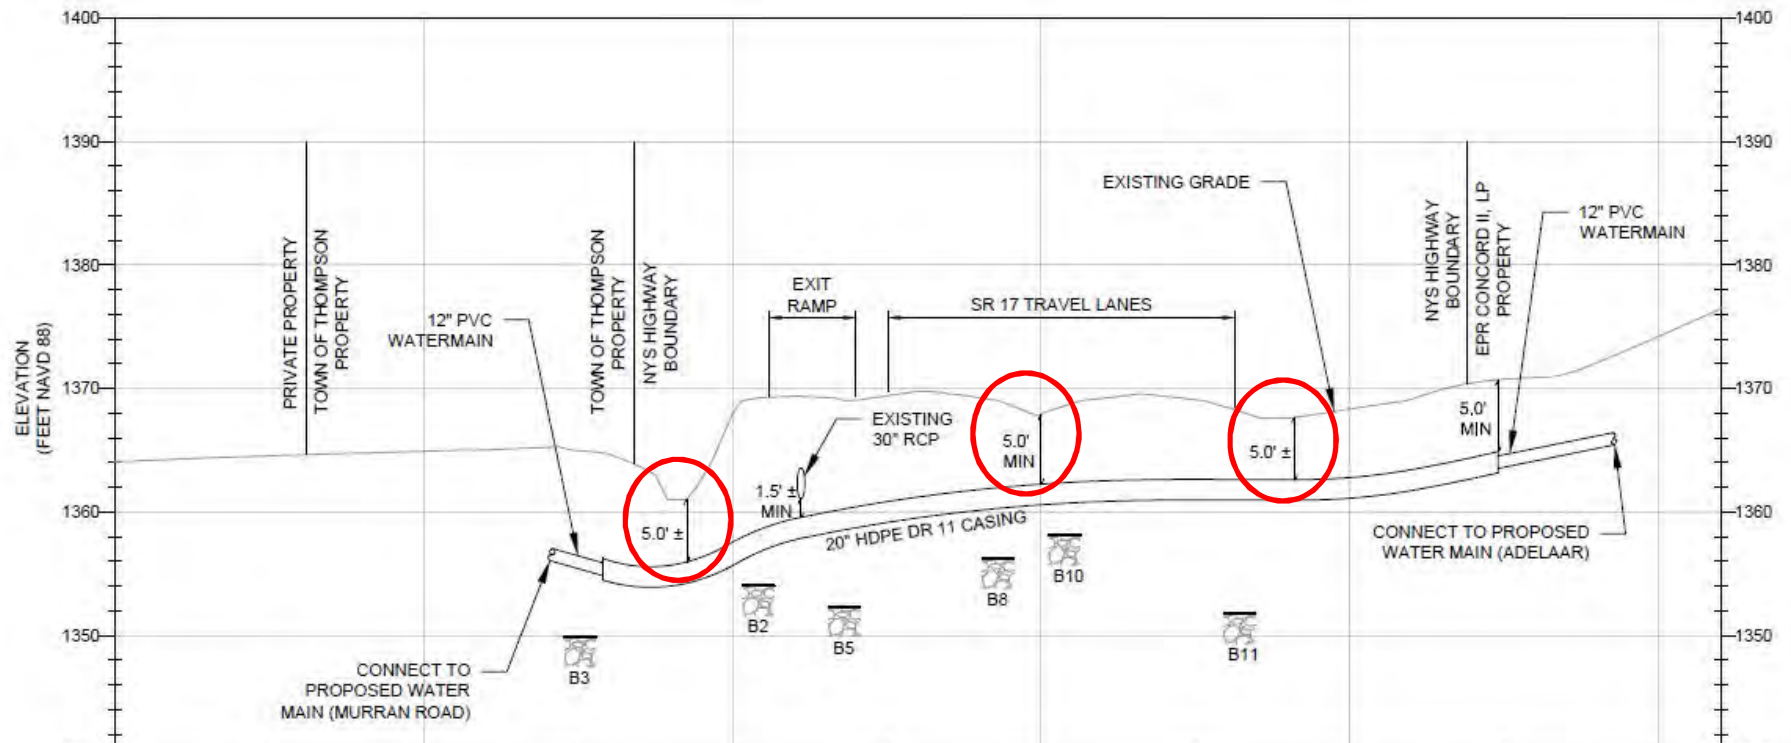 1400
1400
1390
1390
1380
1380
1370
1370
1360
1360
1350
1350
ELEVATION
(FEET NAVD 88)
PRIVATE PROPERTY
TOWN OF THOMPSON
PROPERTY
12" PVC
WATERMAIN
TOWN OF THOMPSON
PROPERTY
NYS HIGHWAY
BOUNDARY
EXIT
RAMP
SR 17 TRAVEL LANES
EXISTING GRADE
NYS HIGHWAY
BOUNDARY
EPR CONCORD II, LP
PROPERTY
12" PVC
WATERMAIN
EXISTING
30" RCP
5.0' ±
1.5' ±
MIN
5.0'
MIN
5.0' ±
5.0'
MIN
20" HDPE DR 11 CASING
CONNECT TO PROPOSED
WATER MAIN (ADELAAR)
B3
B2
B5
B8
B10
B11
CONNECT TO
PROPOSED WATER
MAIN (MURRAN ROAD)